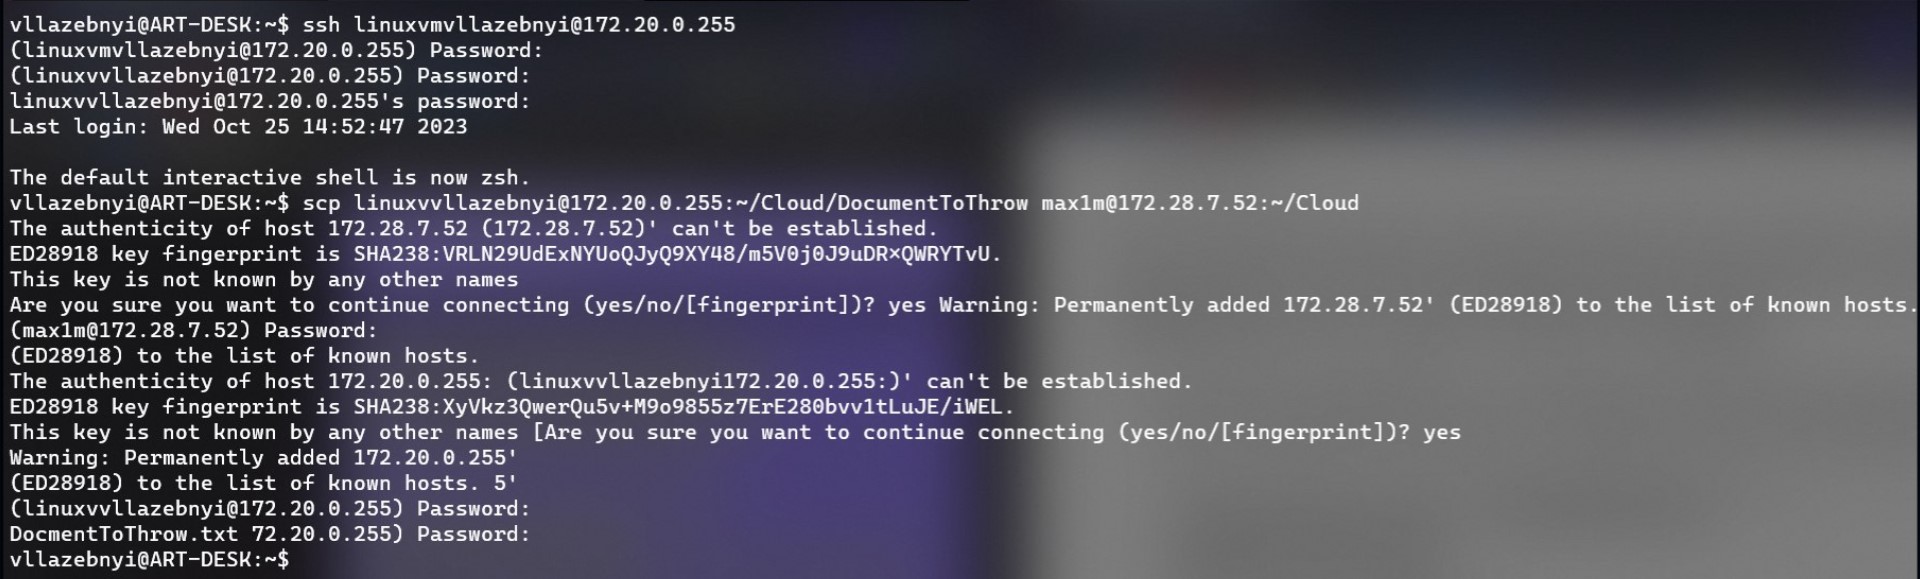 vllazebnyi@ART-DESK:~$ ssh linuxvmvllazebnyi@172.20.0.255
(linuxvmvllazebnyi@172.20.0.255) Password:
(linuxvvllazebnyi@172.20.0.255) Password:
linuxvvllazebnyi@172.20.0.255's password:
Last login: Wed Oct 25 14:52:47 2023
The default interactive shell is now zsh.
vllazebnyi@ART-DESK:~$ scp linuxvvllazebnyi@172.20.0.255:~/Cloud/DocumentToThrow max1m@172.28.7.52:~/Cloud
The authenticity of host 172.28.7.52 (172.28.7.52)' can't be established.
ED28918 key fingerprint is SHA238:VRLN29UdExNYUoQJyQ9XY48/m5V0j0J9uDR×QWRYTvU.
This key is not known by any other names
Are you sure you want to continue connecting (yes/no/[fingerprint])? yes Warning: Permanently added 172.28.7.52' (ED28918) to the list of known hosts.
(max1m@172.28.7.52) Password:
(ED28918) to the list of known hosts.
The authenticity of host 172.20.0.255: (linuxvvllazebnyi172.20.0.255:)' can't be established.
ED28918 key fingerprint is SHA238:XyVkz3QwerQu5v+M9o9855z7ErE280bvv1tLuJE/iWEL.
This key is not known by any other names [Are you sure you want to continue connecting (yes/no/[fingerprint])? yes
Warning: Permanently added 172.20.0.255'
(ED28918) to the list of known hosts. 5'
(linuxvvllazebnyi@172.20.0.255) Password:
DocmentToThrow.txt 72.20.0.255) Password:
vllazebnyi@ART-DESK:~$